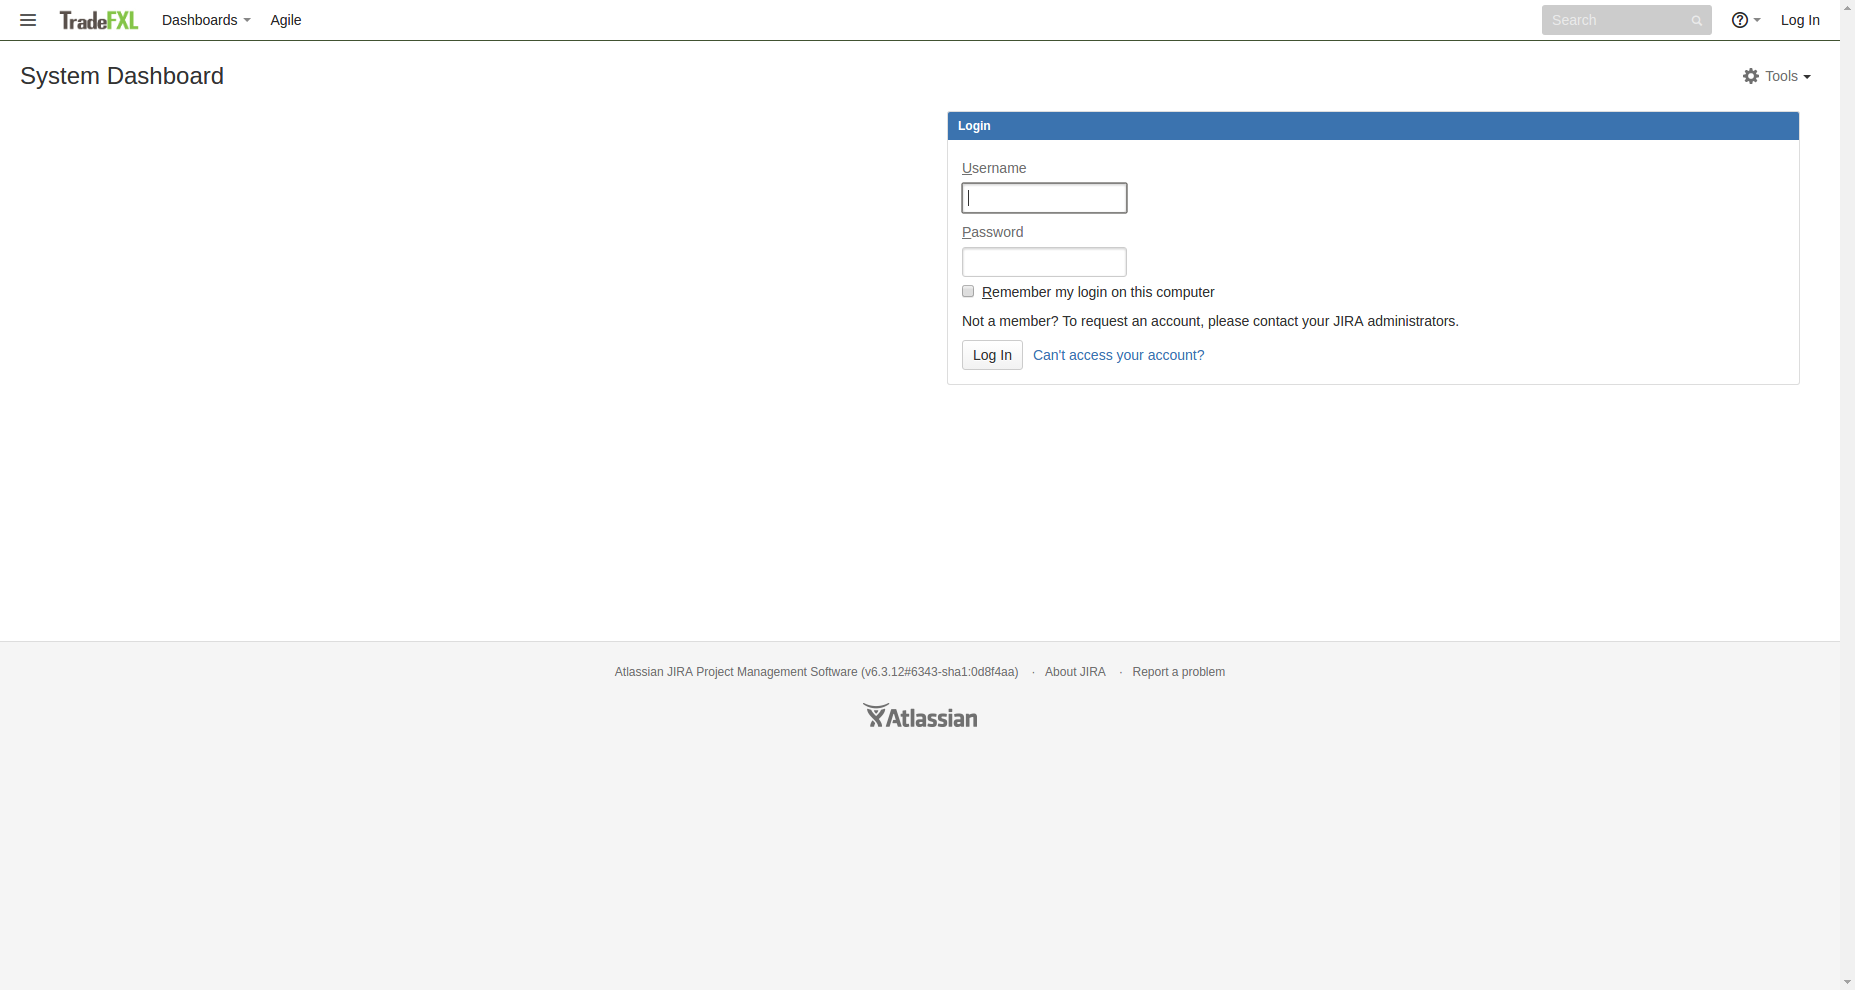 TradeFXL Dashboards Agile Search Log In
System Dashboard
Tools
Login
Username
Password
Remember my login on this computer
Not a member? To request an account, please contact your JIRA administrators.
Log In Can't access your account?
Atlassian JIRA Project Management Software (v6.3.12#6343-sha1:0d8f4aa) · About JIRA · Report a problem
Atlassian